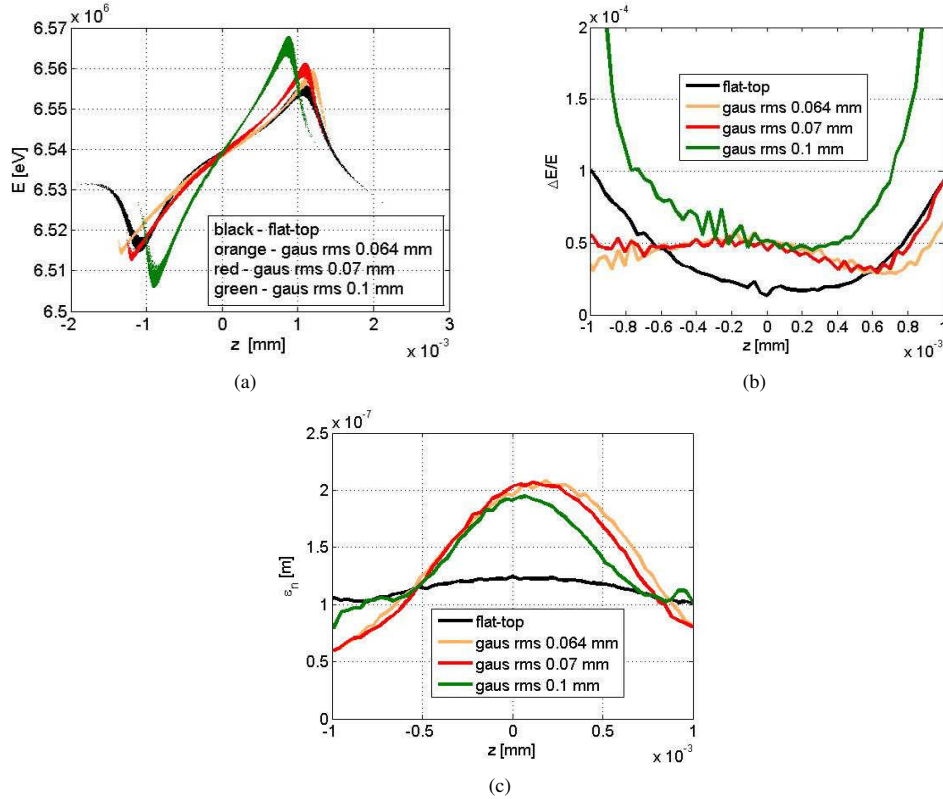 x 10⁶
6.57
6.56
6.55
6.54
6.53
6.52
6.51
6.5
E [eV]
-2 -1 0 1 2 3
z [mm]
x 10⁻³
black - flat-top
orange - gaus rms 0.064 mm
red - gaus rms 0.07 mm
green - gaus rms 0.1 mm
(a)
x 10⁻⁴
2
1.5
1
0.5
0
ΔE/E
flat-top
gaus rms 0.064 mm
gaus rms 0.07 mm
gaus rms 0.1 mm
-1 -0.8 -0.6 -0.4 -0.2 0 0.2 0.4 0.6 0.8 1
z [mm]
x 10⁻³
(b)
x 10⁻⁷
2.5
2
1.5
1
0.5
0
εₙ [m]
flat-top
gaus rms 0.064 mm
gaus rms 0.07 mm
gaus rms 0.1 mm
-1 -0.5 0 0.5 1
z [mm]
x 10⁻³
(c)